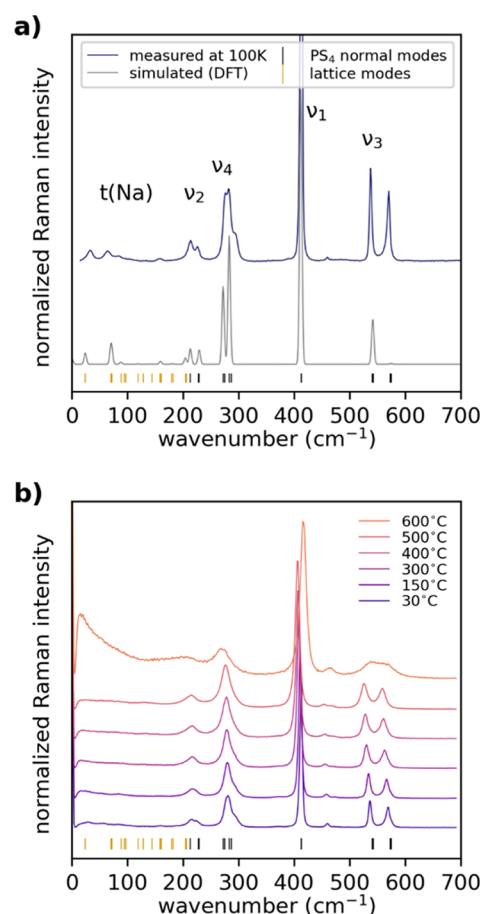 a)
measured at 100K
simulated (DFT)
PS₄ normal modes
lattice modes
ν₁
ν₃
ν₄
t(Na)
ν₂
normalized Raman intensity
0 100 200 300 400 500 600 700
wavenumber (cm⁻¹)
b)
600°C
500°C
400°C
300°C
150°C
30°C
normalized Raman intensity
0 100 200 300 400 500 600 700
wavenumber (cm⁻¹)